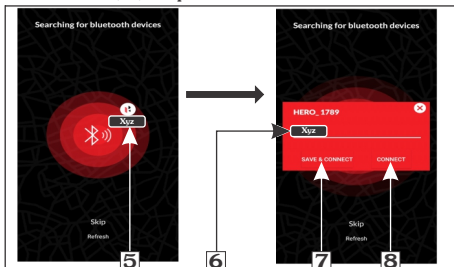 Searching for bluetooth devices
Xyz
Skip
Refresh
5
6
Searching for bluetooth devices
HERO_1789
Xyz
SAVE & CONNECT
CONNECT
Skip
Refresh
7
8